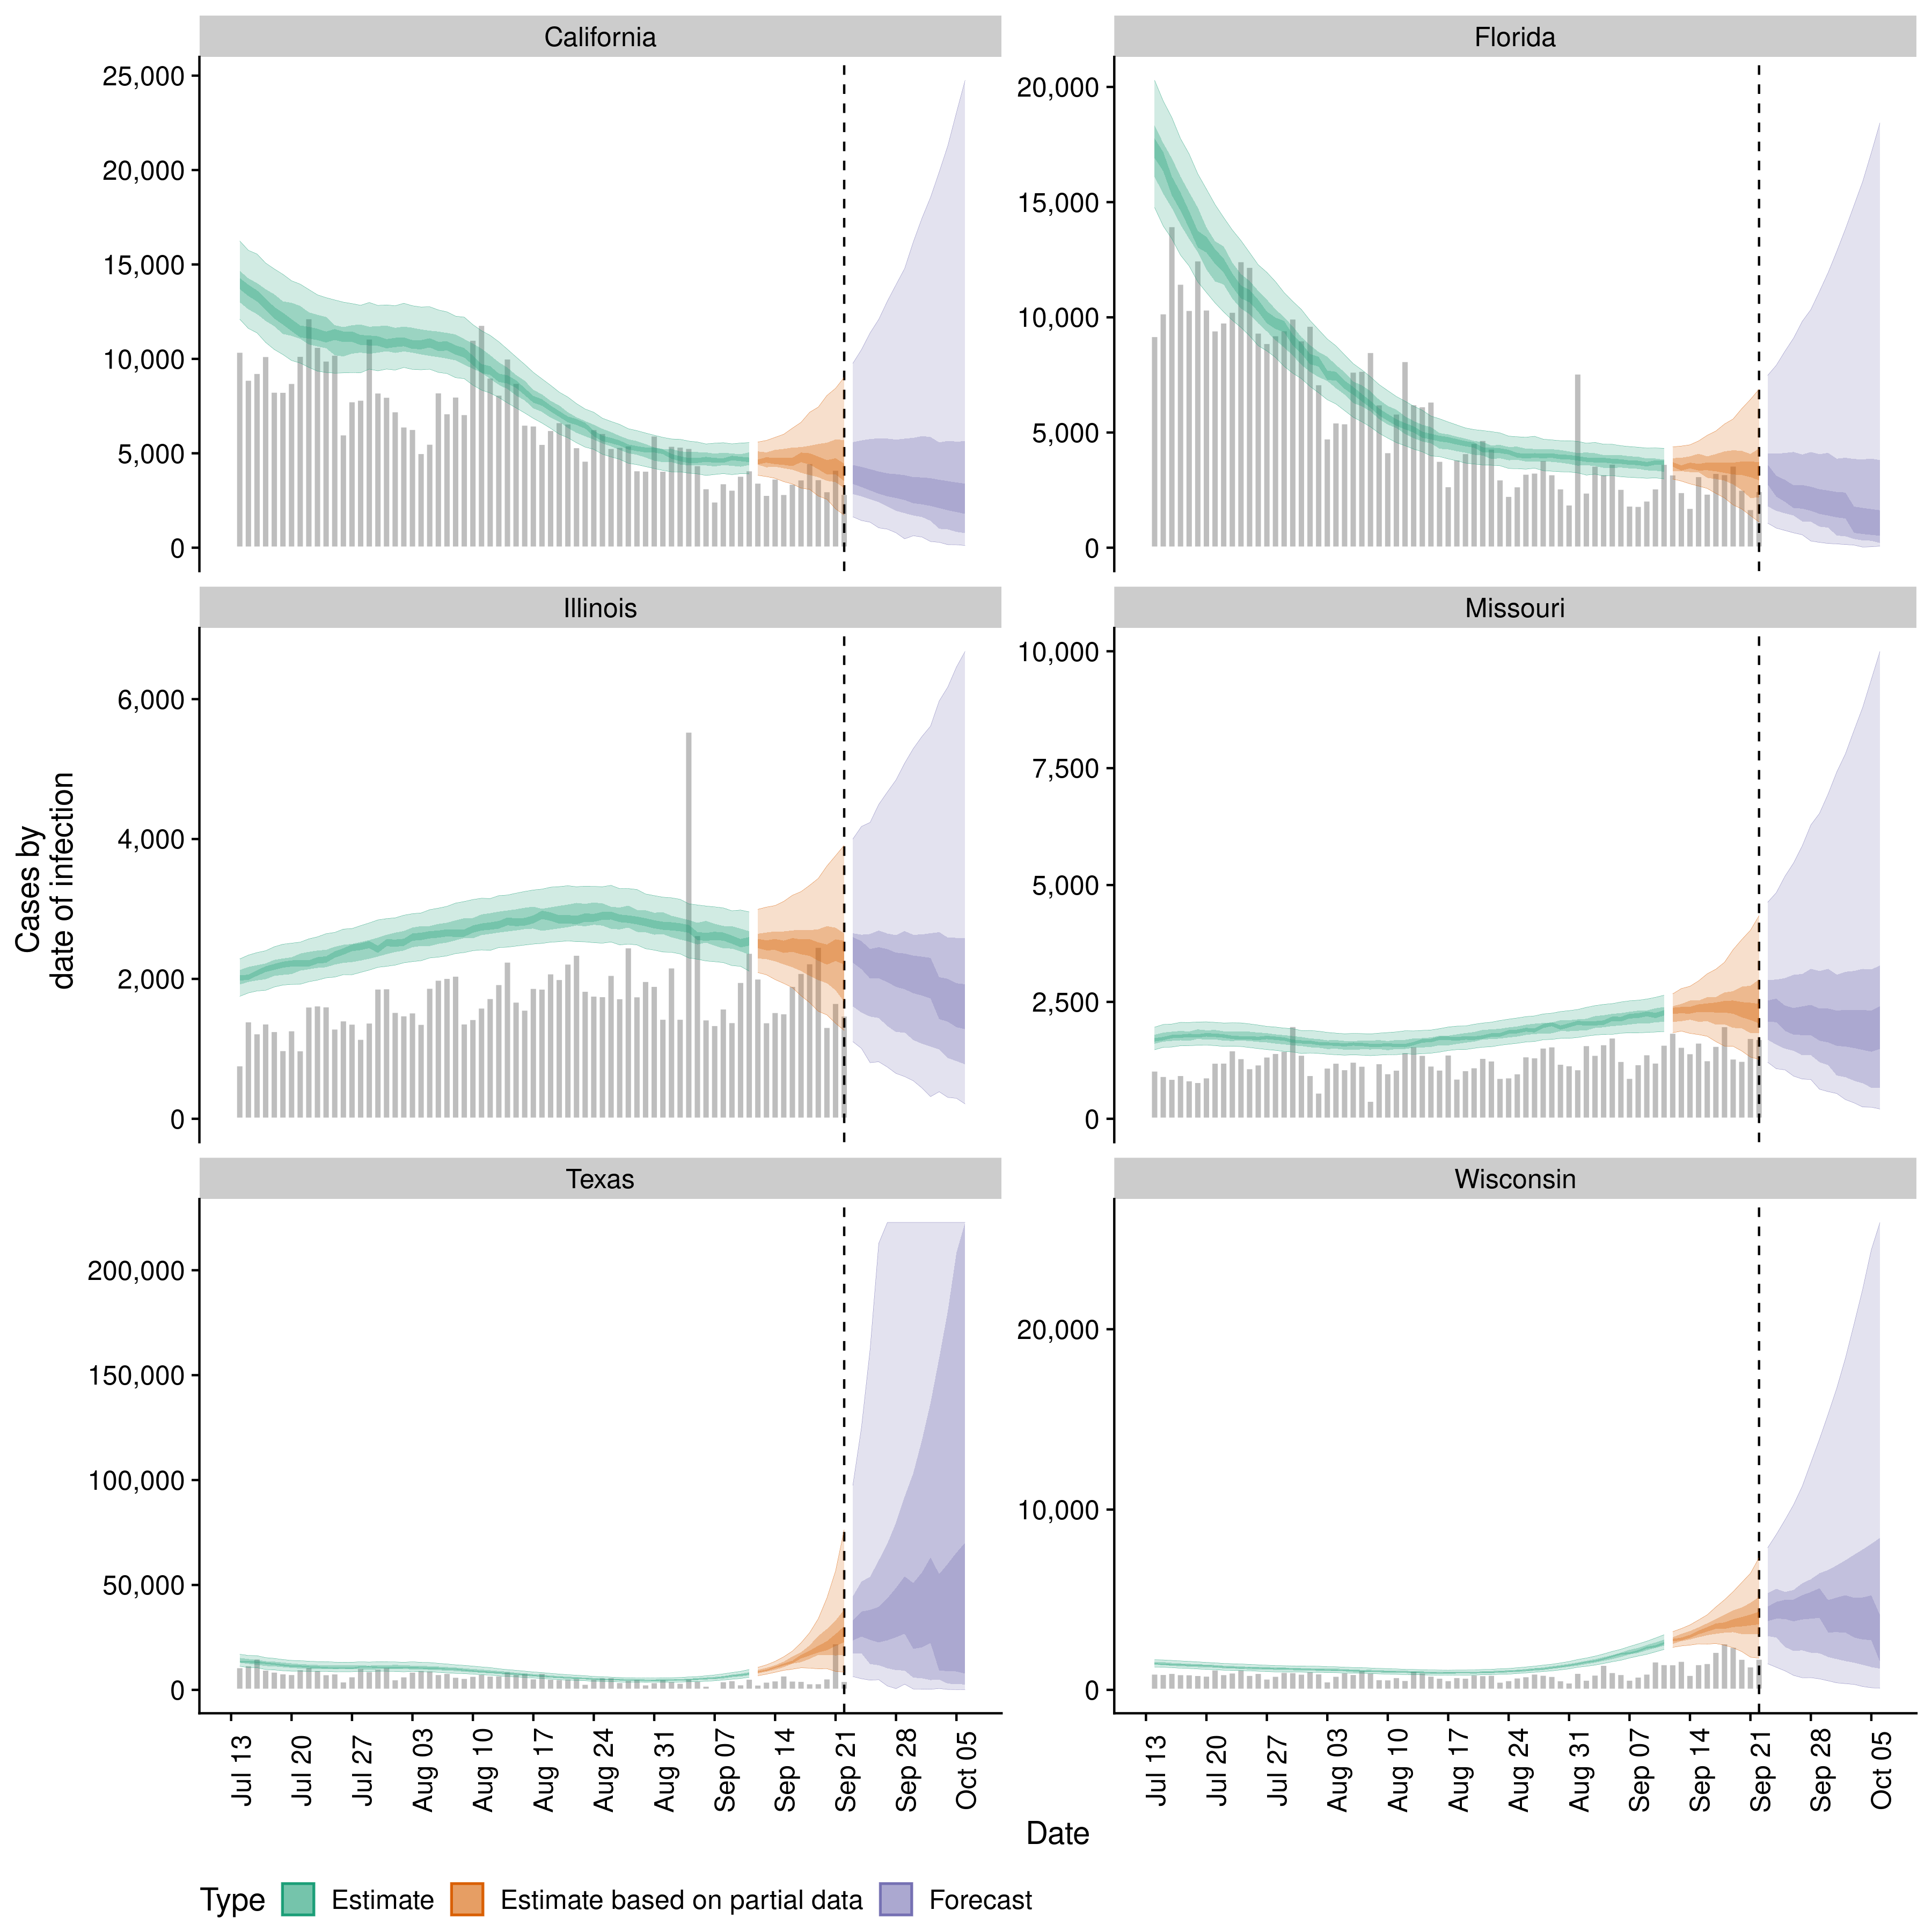 California
Florida
25,000
20,000
15,000
10,000
5,000
0
20,000
15,000
10,000
5,000
0
Illinois
Missouri
6,000
4,000
2,000
0
10,000
7,500
5,000
2,500
0
Cases by
date of infection
Texas
Wisconsin
200,000
150,000
100,000
50,000
0
20,000
10,000
0
Jul 13
Jul 20
Jul 27
Aug 03
Aug 10
Aug 17
Aug 24
Aug 31
Sep 07
Sep 14
Sep 21
Sep 28
Oct 05
Jul 13
Jul 20
Jul 27
Aug 03
Aug 10
Aug 17
Aug 24
Aug 31
Sep 07
Sep 14
Sep 21
Sep 28
Oct 05
Date
Type Estimate Estimate based on partial data Forecast